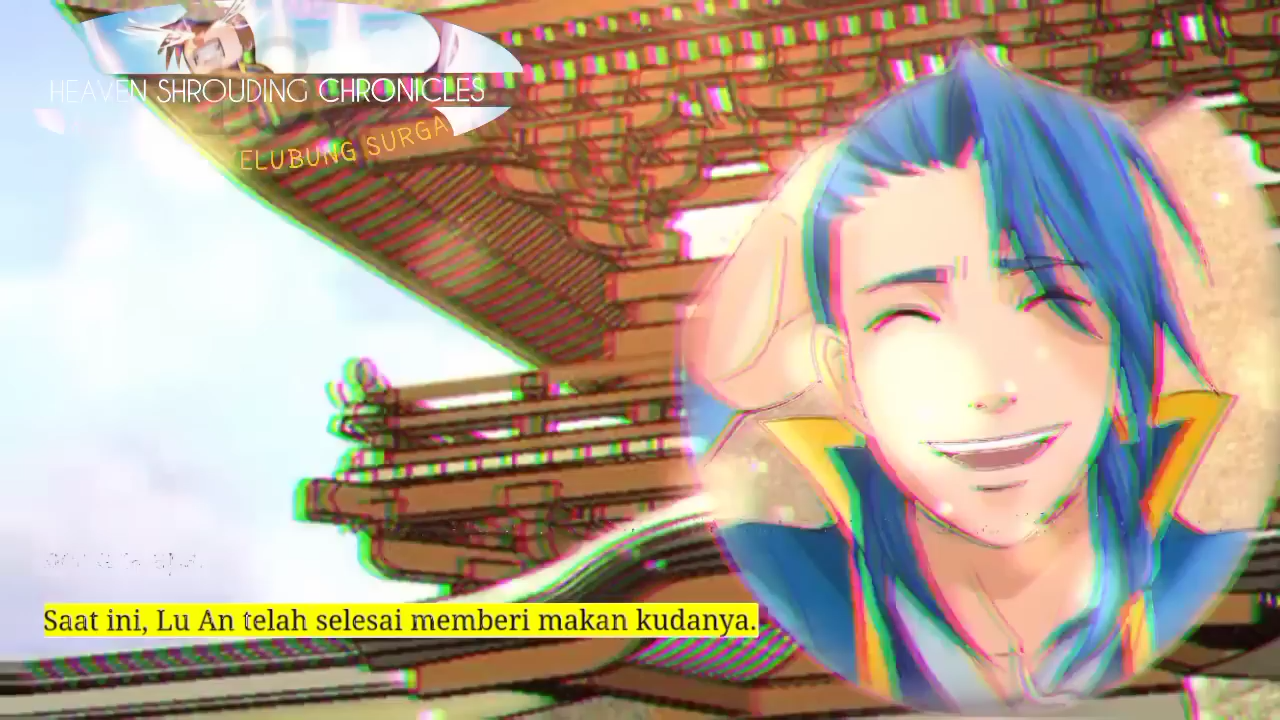 HEAVEN SHROUDING CHRONICLES
ELUBUNG SURGA
Saat ini, Lu An telah selesai memberi makan kudanya.